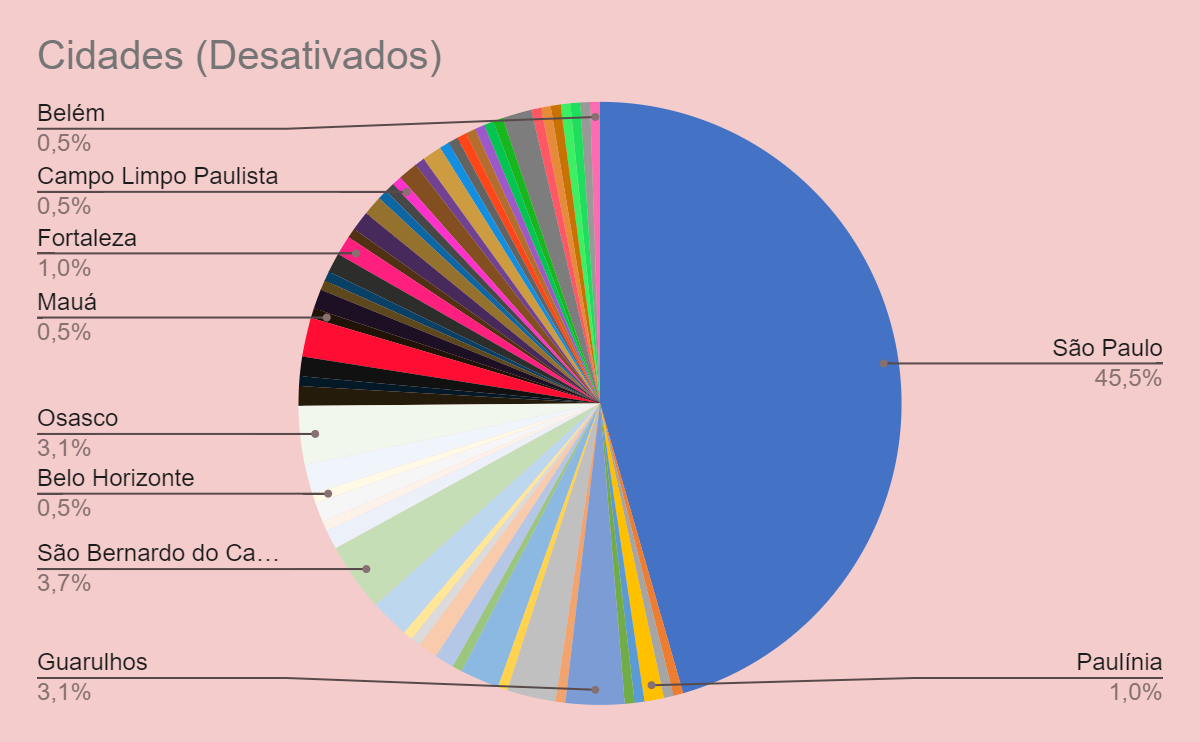 Cidades (Desativados)
Belém
0,5%
Campo Limpo Paulista
0,5%
Fortaleza
1,0%
Mauá
0,5%
Osasco
3,1%
Belo Horizonte
0,5%
São Bernardo do Ca…
3,7%
Guarulhos
3,1%
São Paulo
45,5%
Paulínia
1,0%